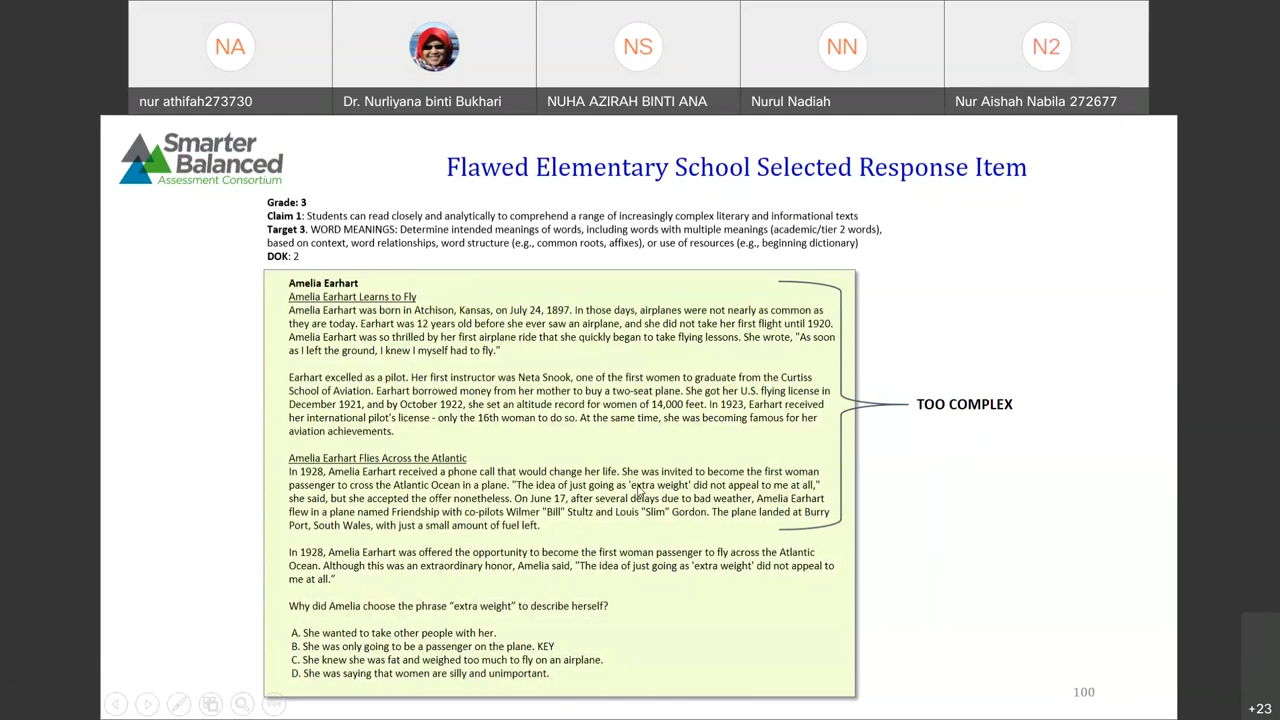 NA
NS
NN
N2
nur athifah273730
Dr. Nurliyana binti Bukhari
NUHA AZIRAH BINTI ANA
Nurul Nadiah
Nur Aishah Nabila 272677
Smarter
Balanced
Assessment Consortium
Flawed Elementary School Selected Response Item
Grade: 3
Claim 1: Students can read closely and analytically to comprehend a range of increasingly complex literary and informational texts
Target 3. WORD MEANINGS: Determine intended meanings of words, including words with multiple meanings (academic/tier 2 words),
based on context, word relationships, word structure (e.g., common roots, affixes), or use of resources (e.g., beginning dictionary)
DOK: 2
Amelia Earhart
Amelia Earhart Learns to Fly
Amelia Earhart was born in Atchison, Kansas, on July 24, 1897. In those days, airplanes were not nearly as common as
they are today. Earhart was 12 years old before she ever saw an airplane, and she did not take her first flight until 1920.
Amelia Earhart was so thrilled by her first airplane ride that she quickly began to take flying lessons. She wrote, "As soon
as I left the ground, I knew I myself had to fly."
Earhart excelled as a pilot. Her first instructor was Neta Snook, one of the first women to graduate from the Curtiss
School of Aviation. Earhart borrowed money from her mother to buy a two-seat plane. She got her U.S. flying license in
December 1921, and by October 1922, she set an altitude record for women of 14,000 feet. In 1923, Earhart received
her International pilot's license - only the 16th woman to do so. At the same time, she was becoming famous for her
aviation achievements.
Amelia Earhart Flies Across the Atlantic
In 1928, Amelia Earhart received a phone call that would change her life. She was invited to become the first woman
passenger to cross the Atlantic Ocean in a plane. "The idea of just going as 'extra weight' did not appeal to me at all,"
she said, but she accepted the offer nonetheless. On June 17, after several delays due to bad weather, Amelia Earhart
flew in a plane named Friendship with co-pilots Wilmer "Bill" Stultz and Louis "Slim" Gordon. The plane landed at Burry
Port, South Wales, with just a small amount of fuel left.
TOO COMPLEX
In 1928, Amelia Earhart was offered the opportunity to become the first woman passenger to fly across the Atlantic
Ocean. Although this was an extraordinary honor, Amelia said, "The idea of just going as 'extra weight' did not appeal to
me at all."
Why did Amelia choose the phrase “extra weight” to describe herself?
A. She wanted to take other people with her.
B. She was only going to be a passenger on the plane. KEY
C. She knew she was fat and weighed too much to fly on an airplane.
D. She was saying that women are silly and unimportant.
100
+23